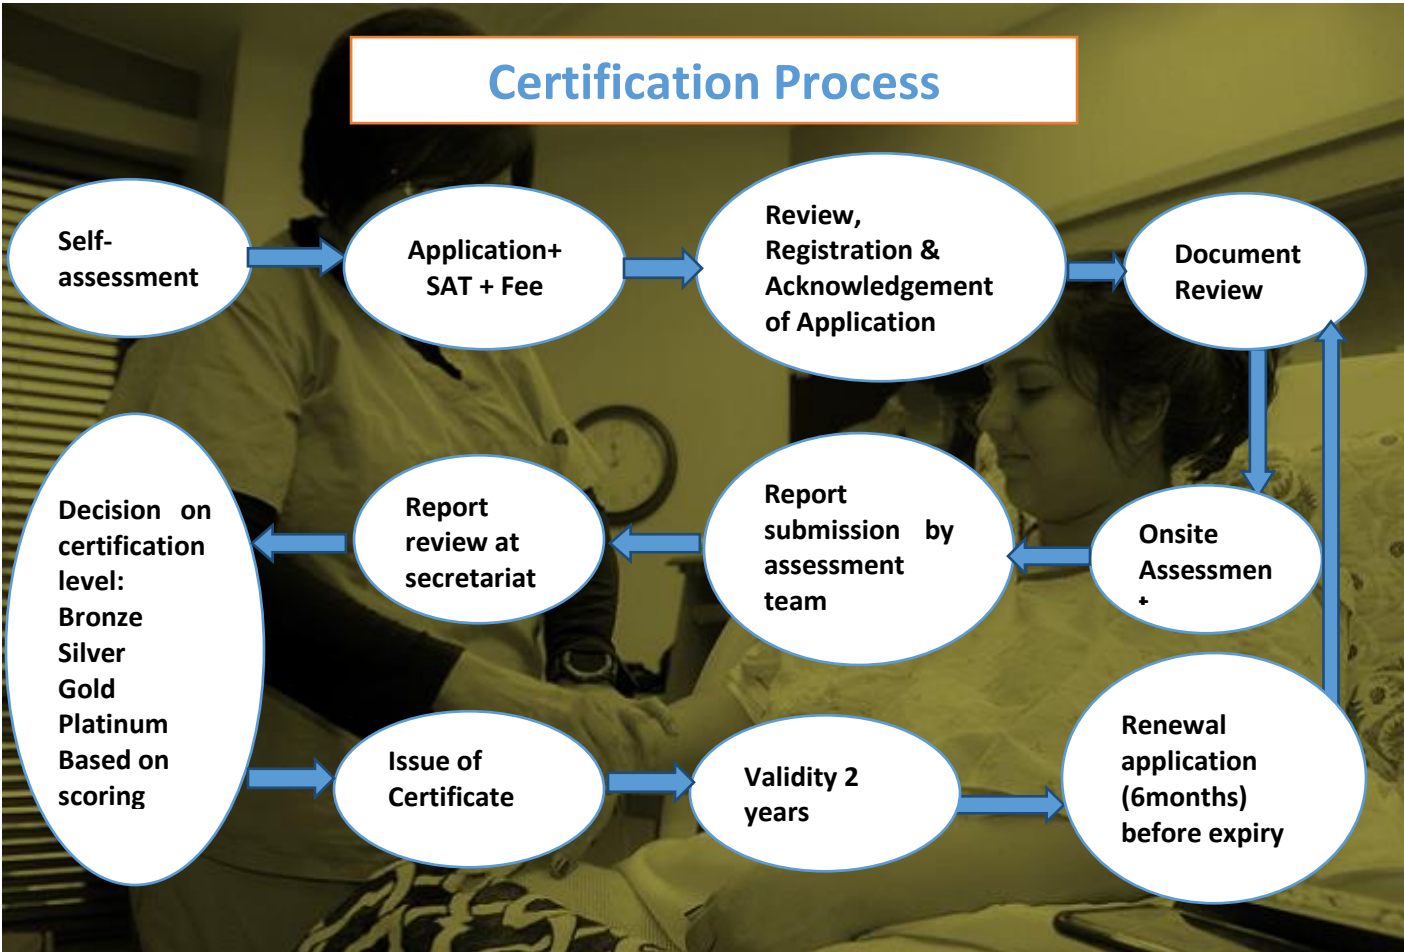 Certification Process
Self-
assessment
Application+
SAT + Fee
Review,
Registration &
Acknowledgement
of Application
Document
Review
Onsite
Assessmen
t
Report
submission by
assessment
team
Report
review at
secretariat
Decision on
certification
level:
Bronze
Silver
Gold
Platinum
Based on
scoring
Issue of
Certificate
Validity 2
years
Renewal
application
(6months)
before expiry